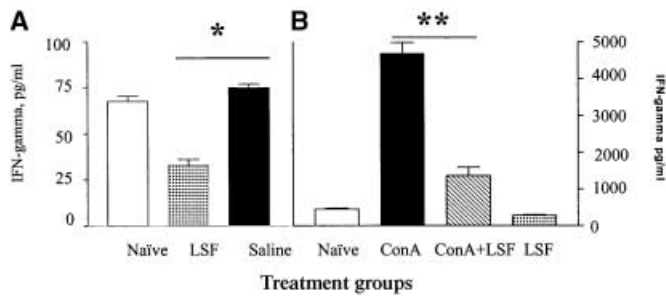 A
B
*
**
IFN-gamma, pg/ml
100
75
50
25
0
5000
4000
3000
2000
1000
0
IFN-gamma pg/ml
Naïve LSF Saline Naïve ConA ConA+LSF LSF
Treatment groups